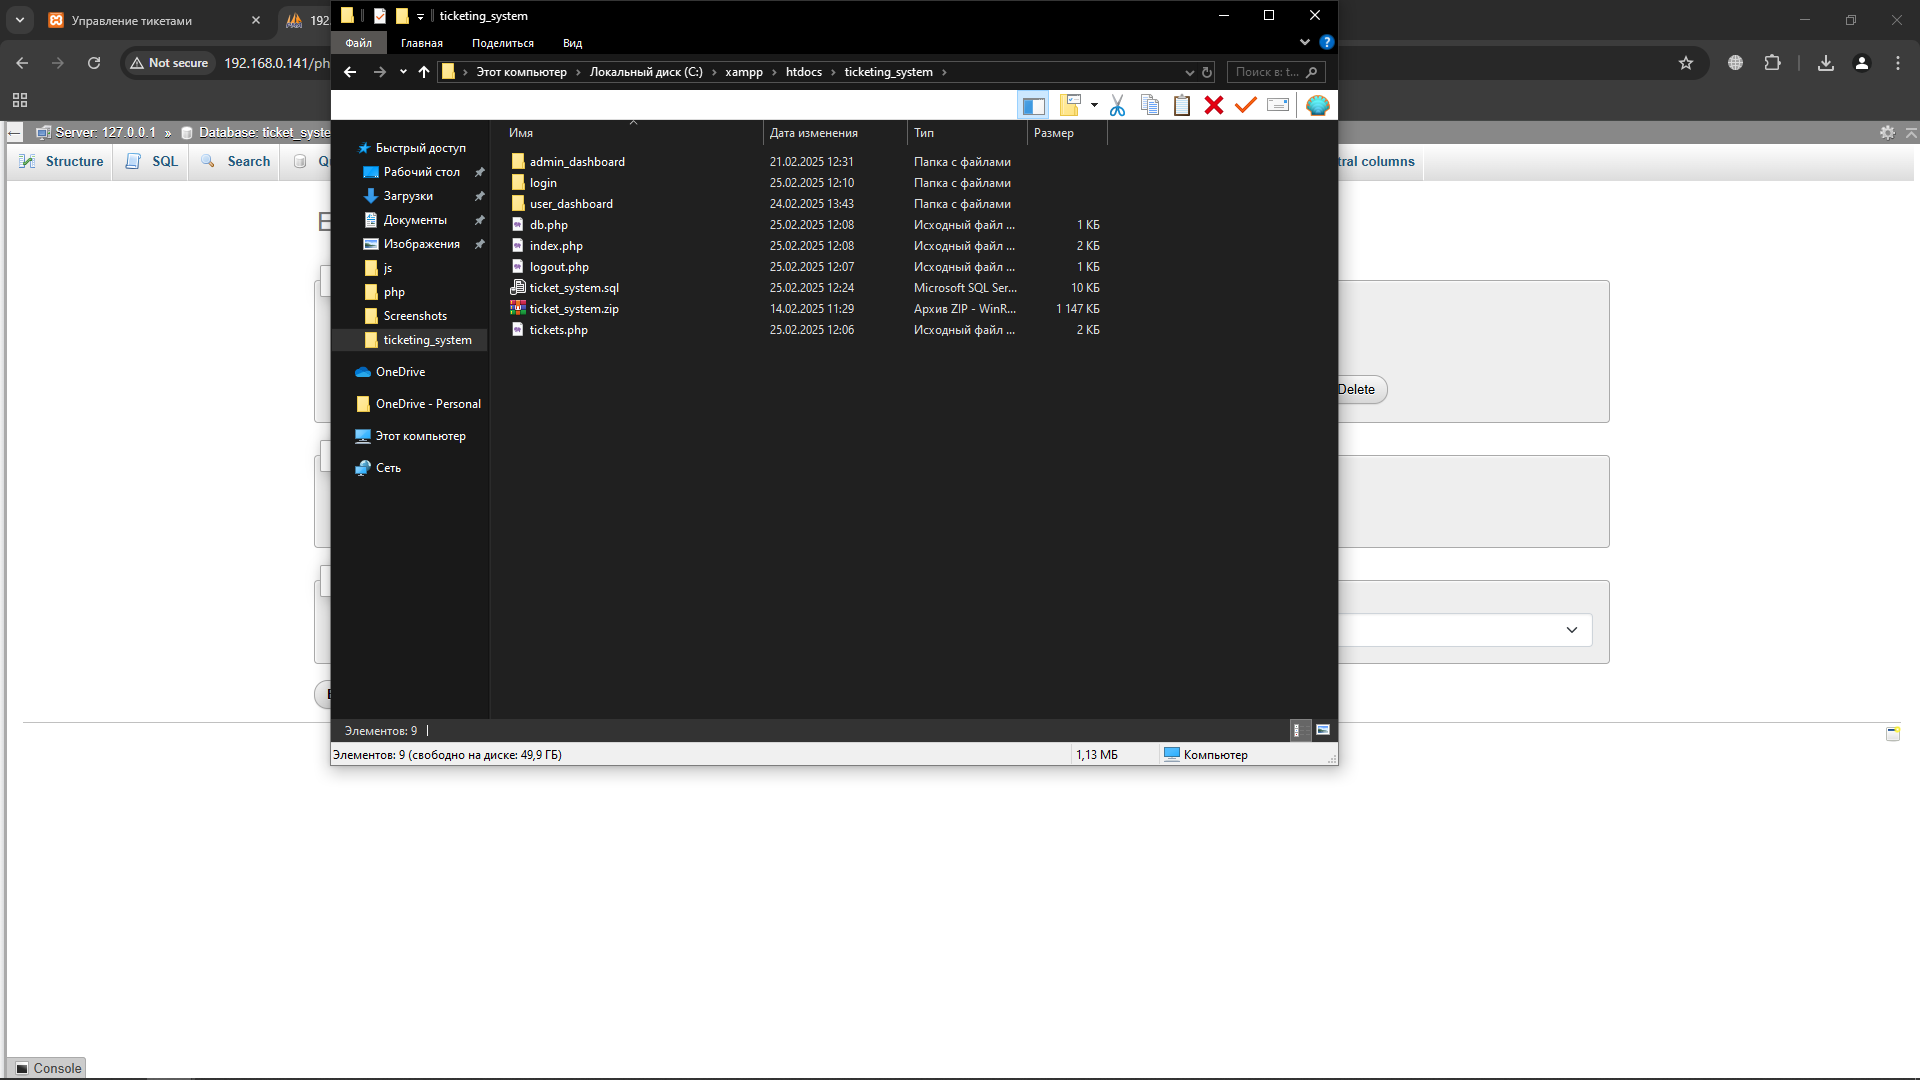 Управление тикетами
192
ticketing_system
Файл
Главная
Поделиться
Вид
Not secure
192.168.0.141/ph
Этот компьютер
Локальный диск (C:)
xampp
htdocs
ticketing_system
Поиск в: t...
Server: 127.0.0.1 » Database: ticket_syste
Structure
SQL
Search
Qu
tral columns
Быстрый доступ
Рабочий стол
Загрузки
Документы
Изображения
js
php
Screenshots
ticketing_system
OneDrive
OneDrive - Personal
Этот компьютер
Сеть
Имя Дата изменения Тип Размер
admin_dashboard 21.02.2025 12:31 Папка с файлами
login 25.02.2025 12:10 Папка с файлами
user_dashboard 24.02.2025 13:43 Папка с файлами
db.php 25.02.2025 12:08 Исходный файл ... 1 КБ
index.php 25.02.2025 12:08 Исходный файл ... 2 КБ
logout.php 25.02.2025 12:07 Исходный файл ... 1 КБ
ticket_system.sql 25.02.2025 12:24 Microsoft SQL Ser... 10 КБ
ticket_system.zip 14.02.2025 11:29 Архив ZIP - WinR... 1 147 КБ
tickets.php 25.02.2025 12:06 Исходный файл ... 2 КБ
Delete
Элементов: 9
Элементов: 9 (свободно на диске: 49,9 ГБ)
1,13 МБ
Компьютер
Console